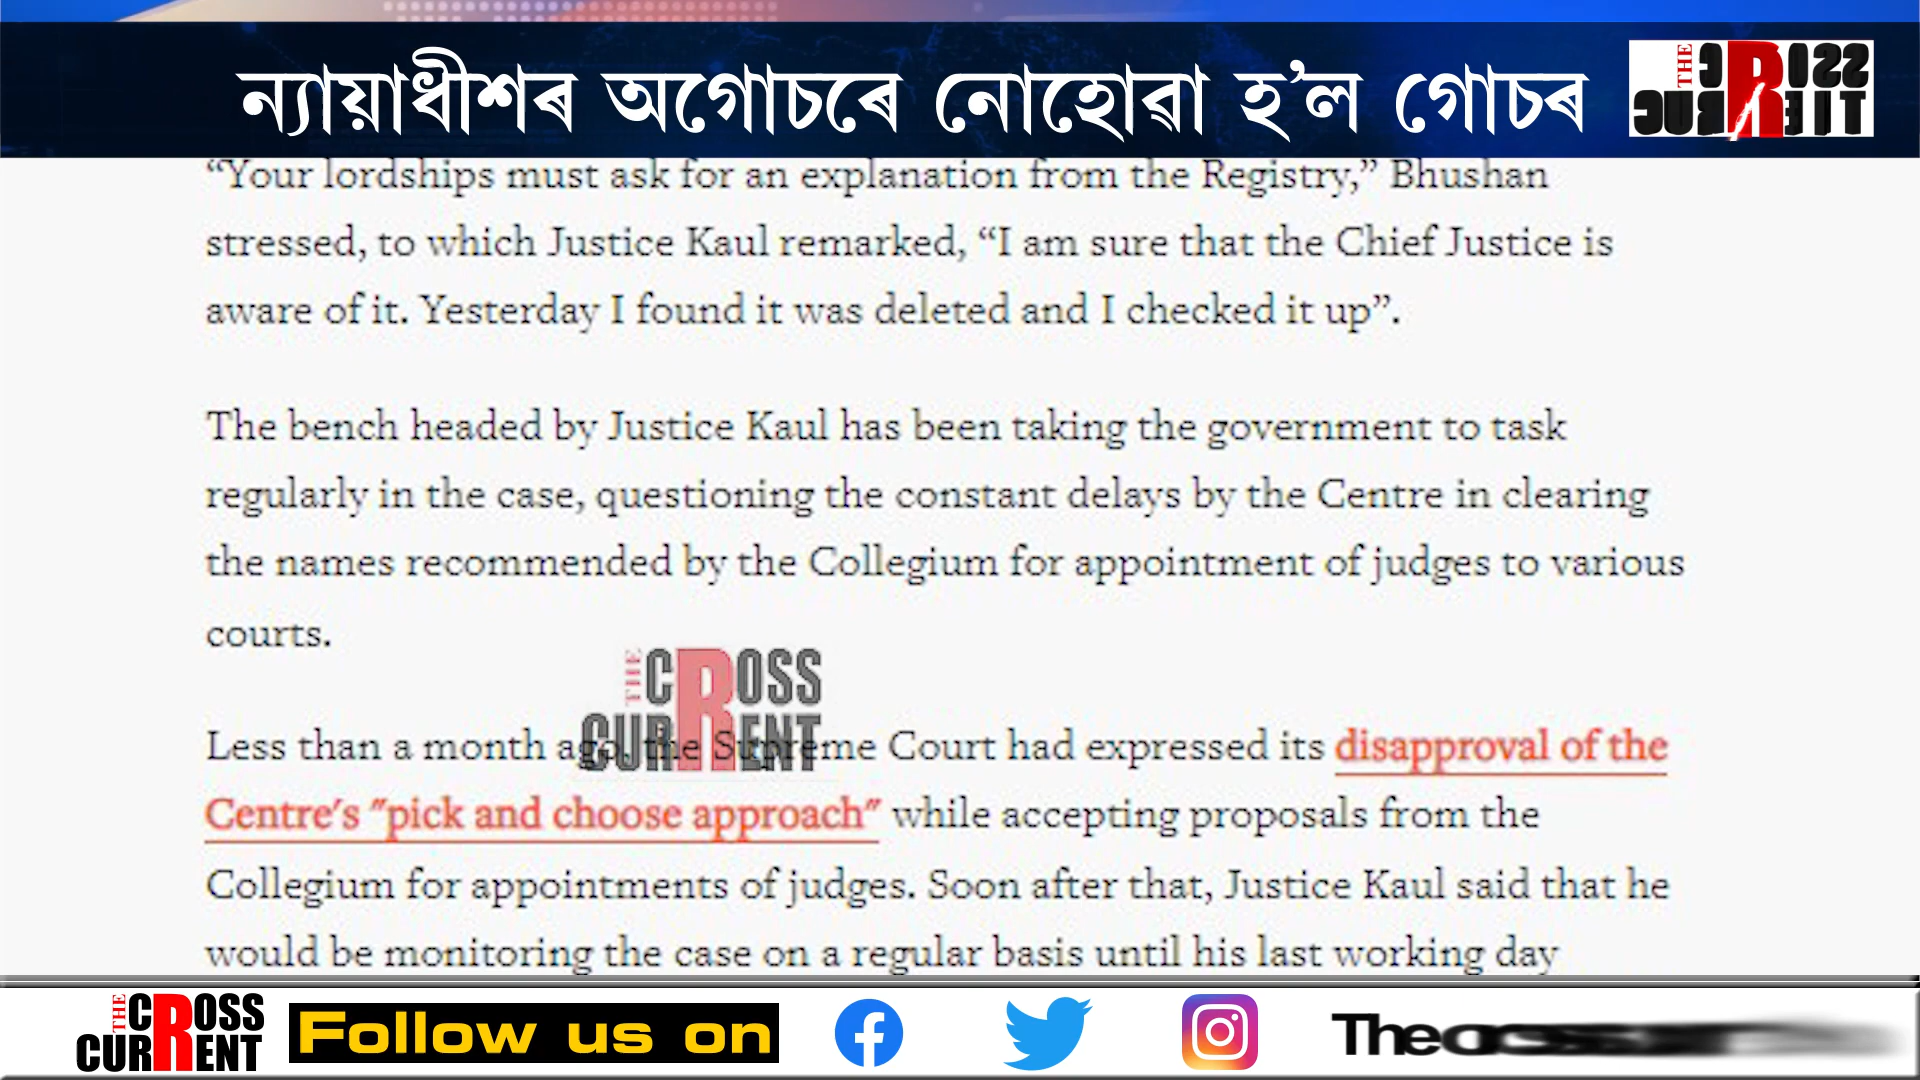 ন্যায়াধীশৰ অগোচৰে নোহোৱা হ’ল গোচৰ
THE CROSS CURRENT
“Your lordships must ask for an explanation from the Registry,” Bhushan
stressed, to which Justice Kaul remarked, “I am sure that the Chief Justice is
aware of it. Yesterday I found it was deleted and I checked it up”.
The bench headed by Justice Kaul has been taking the government to task
regularly in the case, questioning the constant delays by the Centre in clearing
the names recommended by the Collegium for appointment of judges to various
courts.
THE CROSS CURRENT
Less than a month ago, the Supreme Court had expressed its disapproval of the
Centre's "pick and choose approach" while accepting proposals from the
Collegium for appointments of judges. Soon after that, Justice Kaul said that he
would be monitoring the case on a regular basis until his last working day
THE CROSS CURRENT
Follow us on
The